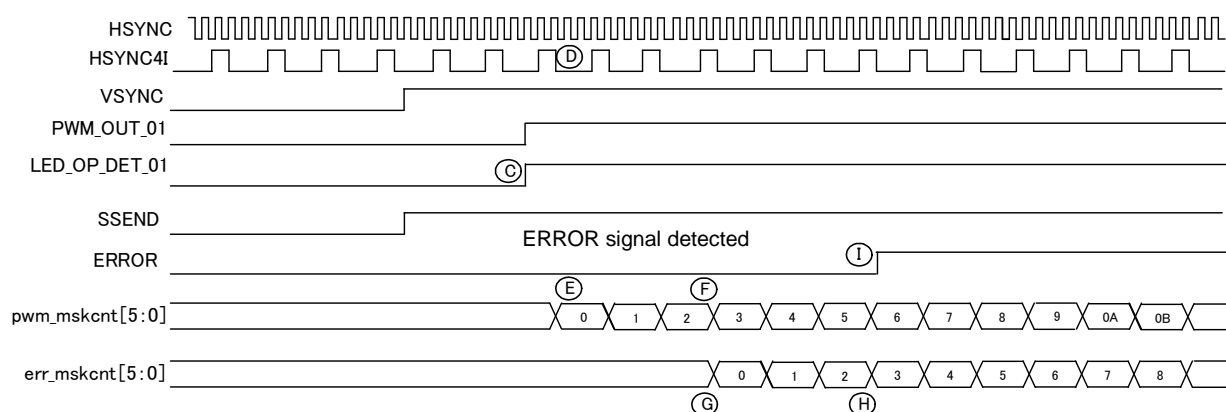 HSYNC
HSYNC4I
D
VSYNC
PWM_OUT_01
LED_OP_DET_01
C
SSEND
ERROR signal detected
ERROR
I
E
F
pwm_mskcnt[5:0]
0 1 2 3 4 5 6 7 8 9 0A 0B
err_mskcnt[5:0]
0 1 2 3 4 5 6 7 8
G
H